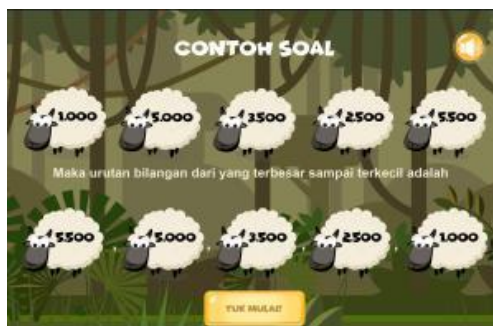 CONTOH SOAL
1.000 5.000 3.500 2.500 5.500
Maka urutan bilangan dari yang terbesar sampai terkecil adalah
5.500 , 5.000 , 3.500 , 2.500 , 1.000
YUK MULAI!